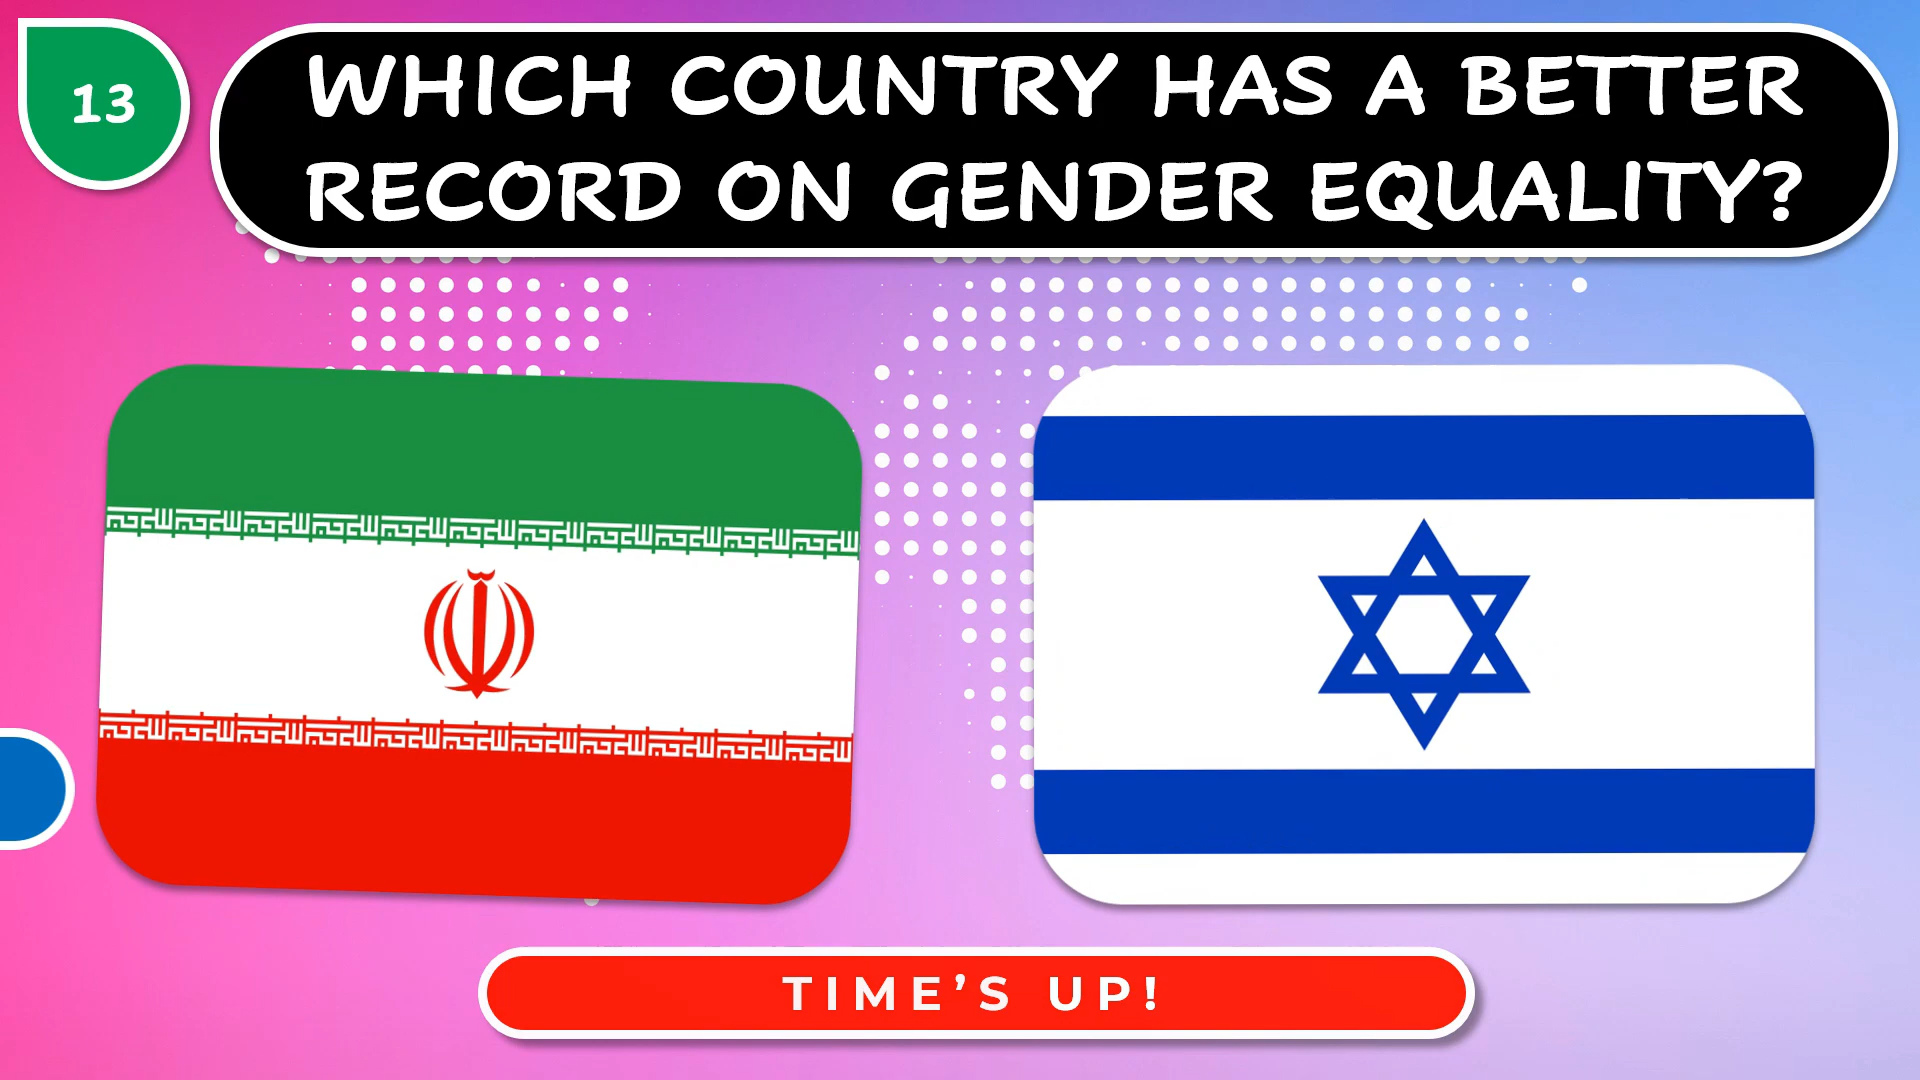 13
WHICH COUNTRY HAS A BETTER
RECORD ON GENDER EQUALITY?
TIME'S UP!